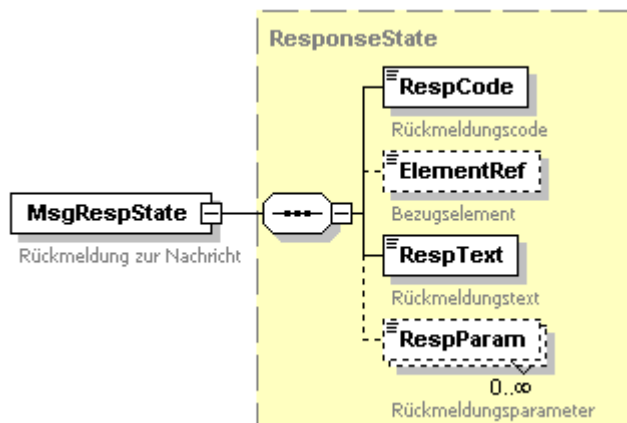 ResponseState
RespCode
Rückmeldungscode
ElementRef
Bezugselement
MsgRespState
Rückmeldung zur Nachricht
RespText
Rückmeldungstext
RespParam
0..∞
Rückmeldungsparameter